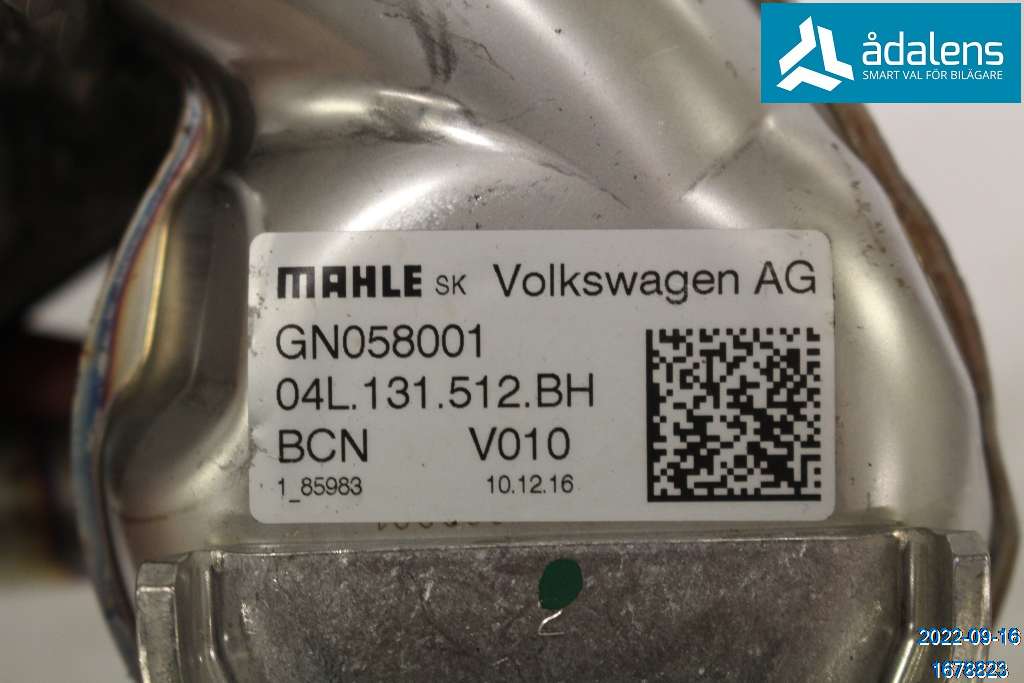 ådalens
SMART VAL FÖR BILÄGARE
MAHLE SK Volkswagen AG
GN058001
04L.131.512.BH
BCN V010
1_85983 10.12.16
2
2022-09-16
1678823